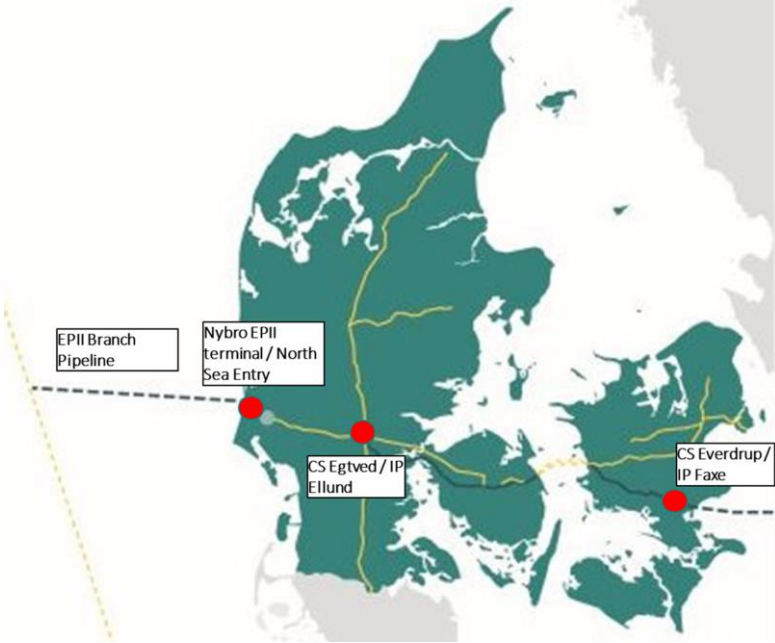 EPII Branch
Pipeline
Nybro EPII
terminal / North
Sea Entry
CS Egtved / IP
Ellund
CS Everdrup /
IP Faxe